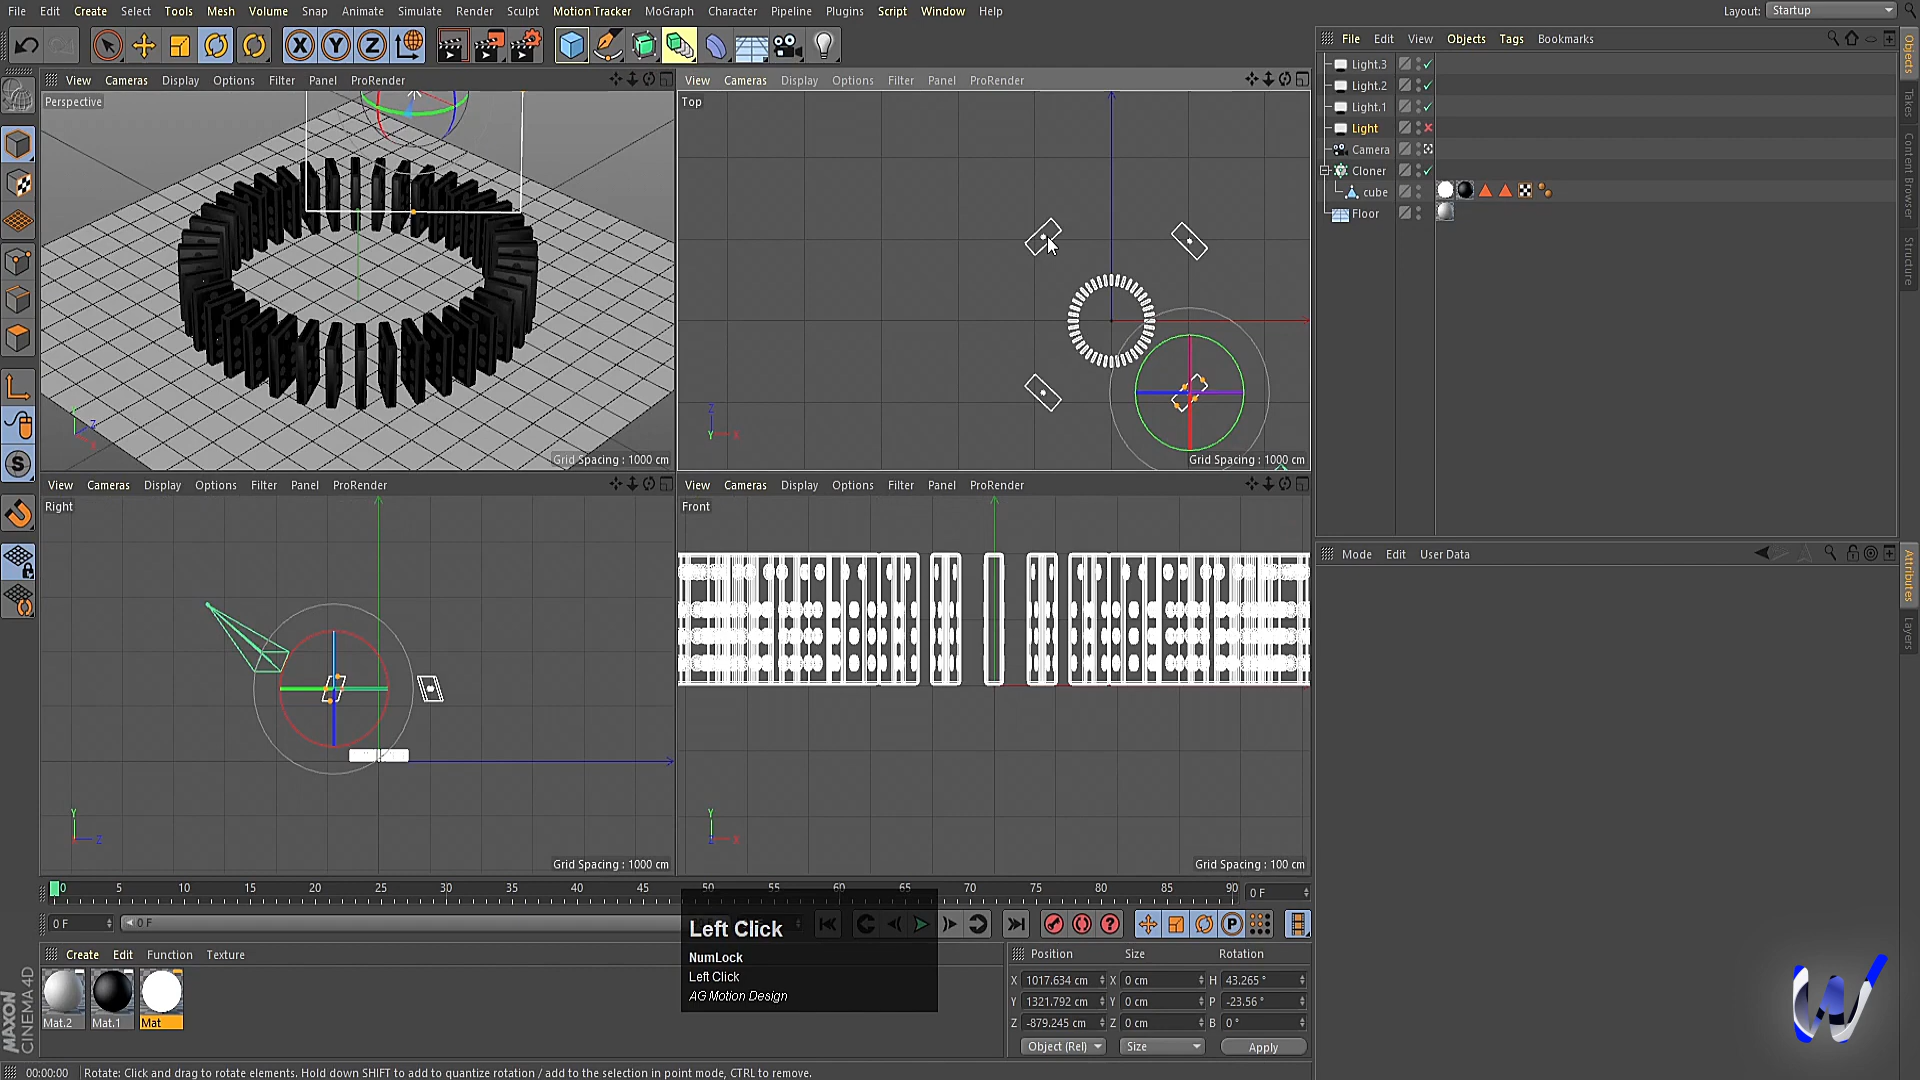 File Edit Create Select Tools Mesh Volume Snap Animate Simulate Render Sculpt Motion Tracker MoGraph Character Pipeline Plugins Script Window Help Layout: Startup
View Cameras Display Options Filter Panel ProRender
Perspective
Grid Spacing : 1000 cm
View Cameras Display Options Filter Panel ProRender
Top
Grid Spacing : 1000 cm
View Cameras Display Options Filter Panel ProRender
Right
Grid Spacing : 1000 cm
View Cameras Display Options Filter Panel ProRender
Front
Grid Spacing : 100 cm
File Edit View Objects Tags Bookmarks
Light.3
Light.2
Light.1
Light
Camera
Cloner
cube
Floor
Objects
Takes
Content Browser
Structure
Mode Edit User Data
Attributes
Layers
0 5 10 15 20 25 30 35 40 45 50 55 60 65 70 75 80 85 90 0 F
0 F 0 F
Left Click
NumLock
Left Click
AG Motion Design
Create Edit Function Texture
Mat.2 Mat.1 Mat
Position Size Rotation
X 1017.634 cm X 0 cm H 43.265 °
Y 1321.792 cm Y 0 cm P -23.56 °
Z -879.245 cm Z 0 cm B 0 °
Object (Rel) Size Apply
MAXON CINEMA4D
00:00:00 Rotate: Click and drag to rotate elements. Hold down SHIFT to add to quantize rotation / add to the selection in point mode, CTRL to remove.